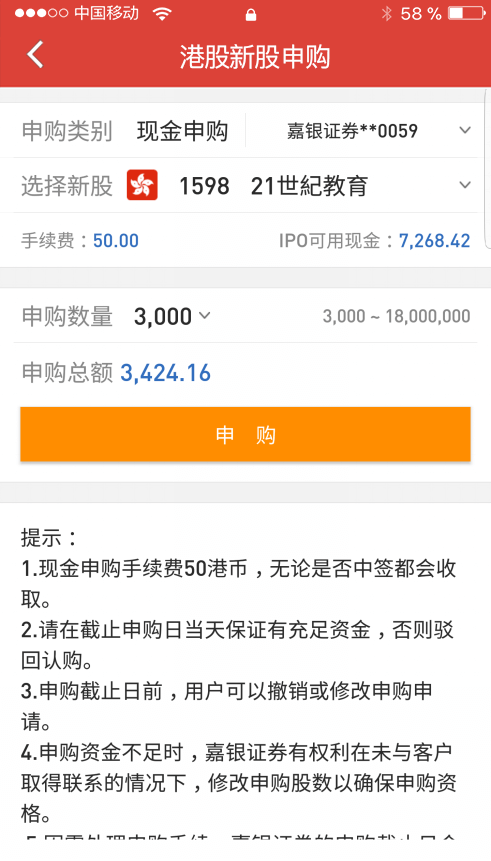 中国移动 58 %
港股新股申购
申购类别 现金申购 嘉银证券**0059
选择新股 1598 21世紀教育
手续费：50.00 IPO可用现金：7,268.42
申购数量 3,000 3,000 ~ 18,000,000
申购总额 3,424.16
申 购
提示：
1.现金申购手续费50港币，无论是否中签都会收
取。
2.请在截止申购日当天保证有充足资金，否则驳
回认购。
3.申购截止日前，用户可以撤销或修改申购申
请。
4.申购资金不足时，嘉银证券有权利在未与客户
取得联系的情况下，修改申购股数以确保申购资
格。